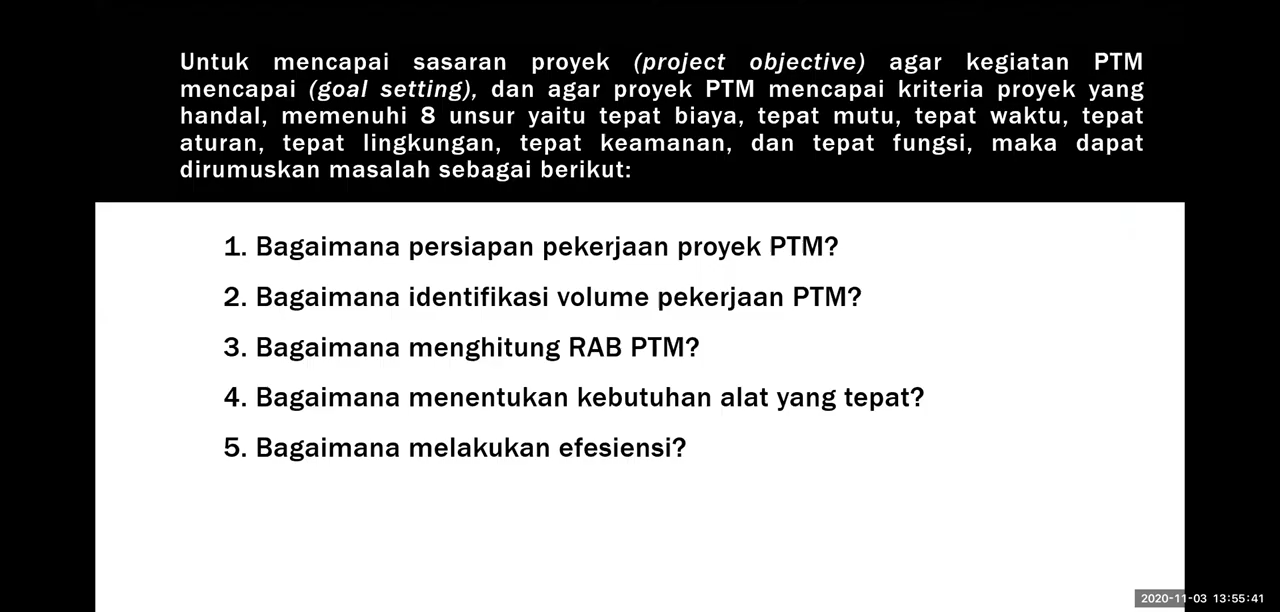 Untuk mencapai sasaran proyek (project objective) agar kegiatan PTM
mencapai (goal setting), dan agar proyek PTM mencapai kriteria proyek yang
handal, memenuhi 8 unsur yaitu tepat biaya, tepat mutu, tepat waktu, tepat
aturan, tepat lingkungan, tepat keamanan, dan tepat fungsi, maka dapat
dirumuskan masalah sebagai berikut:
1. Bagaimana persiapan pekerjaan proyek PTM?
2. Bagaimana identifikasi volume pekerjaan PTM?
3. Bagaimana menghitung RAB PTM?
4. Bagaimana menentukan kebutuhan alat yang tepat?
5. Bagaimana melakukan efesiensi?
2020-11-03 13:55:41